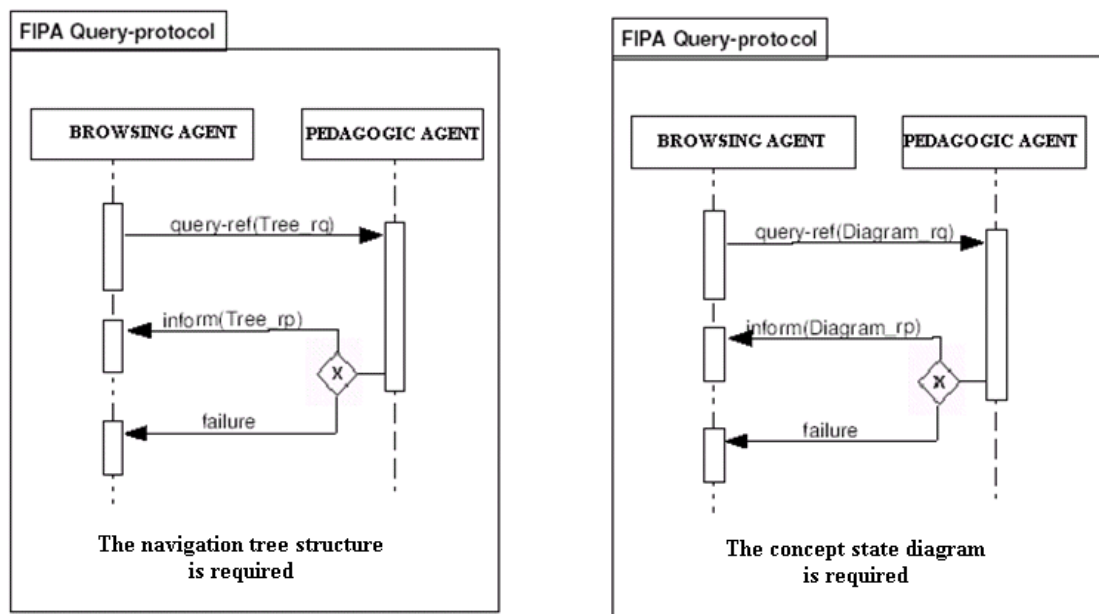 FIPA Query-protocol
BROWSING AGENT
PEDAGOGIC AGENT
query-ref(Tree_rq)
inform(Tree_rp)
X
failure
The navigation tree structure
is required
FIPA Query-protocol
BROWSING AGENT
PEDAGOGIC AGENT
query-ref(Diagram_rq)
inform(Diagram_rp)
X
failure
The concept state diagram
is required